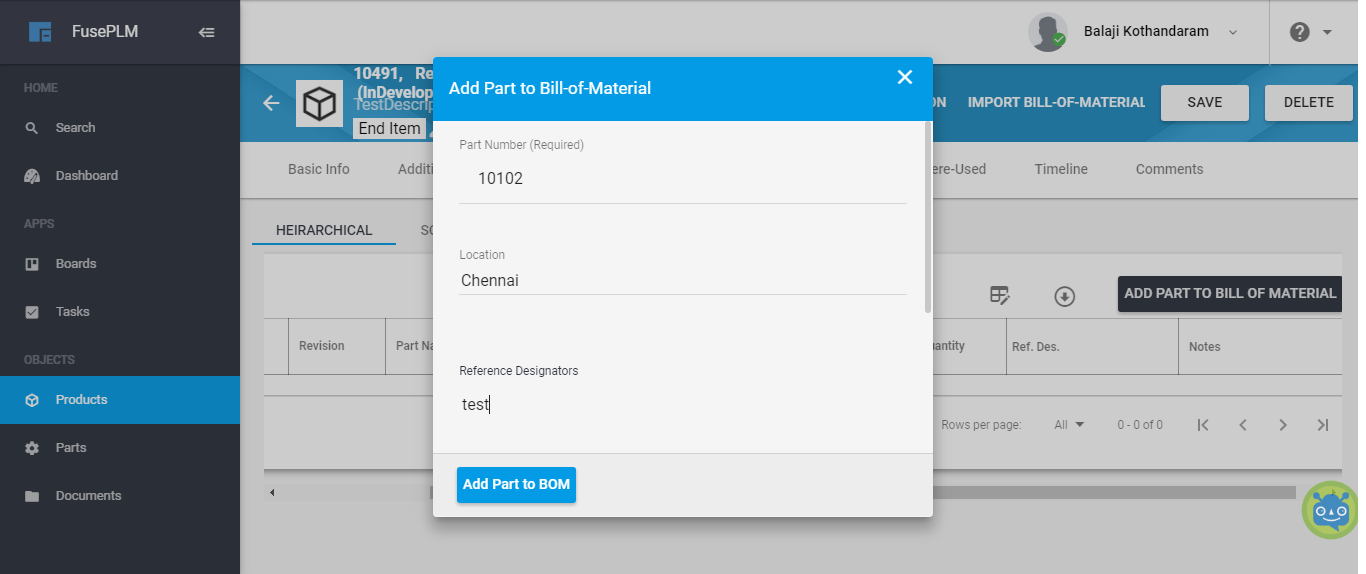 FusePLM
Balaji Kothandaram
HOME
Search
Dashboard
APPS
Boards
Tasks
OBJECTS
Products
Parts
Documents
10491, Re
(InDevelop
TestDescrip
End Item
ON
IMPORT BILL-OF-MATERIAL
SAVE
DELETE
Basic Info
Additi
ere-Used
Timeline
Comments
HEIRARCHICAL
SC
ADD PART TO BILL OF MATERIAL
Revision
Part Na
antity
Ref. Des.
Notes
Rows per page:
All
0 - 0 of 0
Add Part to Bill-of-Material
Part Number (Required)
10102
Location
Chennai
Reference Designators
test
Add Part to BOM